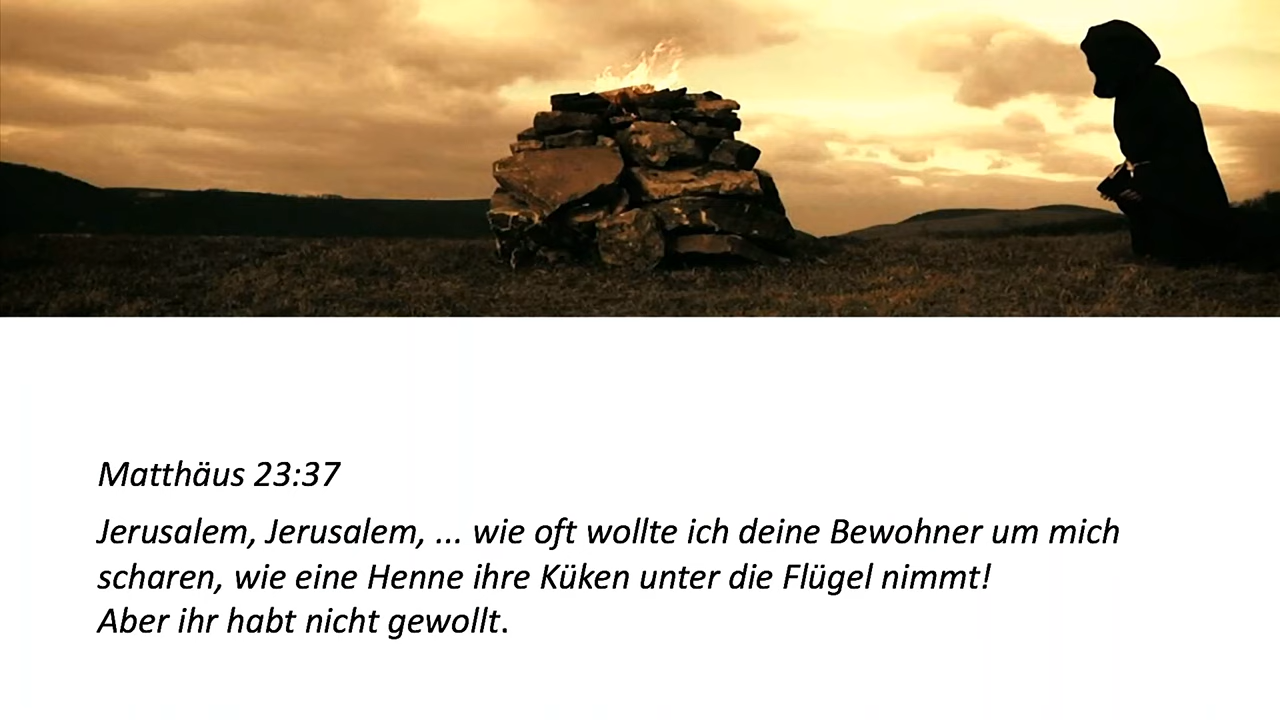 Matthäus 23:37
Jerusalem, Jerusalem, ... wie oft wollte ich deine Bewohner um mich
scharen, wie eine Henne ihre Küken unter die Flügel nimmt!
Aber ihr habt nicht gewollt.